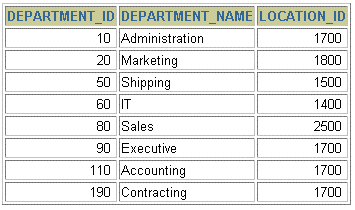 DEPARTMENT_ID DEPARTMENT_NAME LOCATION_ID
10 Administration 1700
20 Marketing 1800
50 Shipping 1500
60 IT 1400
80 Sales 2500
90 Executive 1700
110 Accounting 1700
190 Contracting 1700